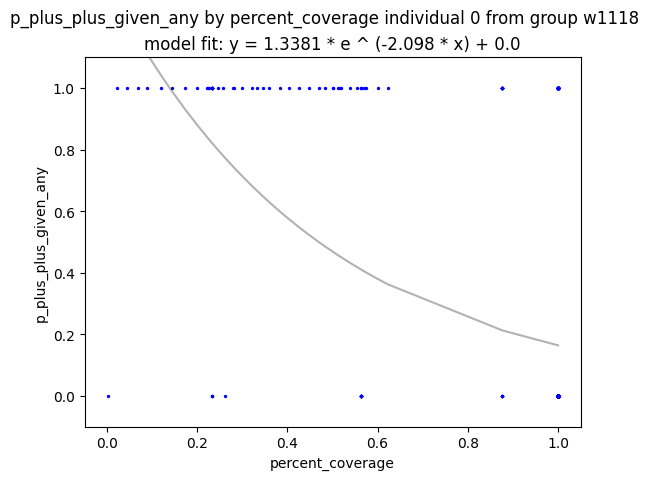 p_plus_plus_given_any by percent_coverage individual 0 from group w1118
model fit: y = 1.3381 * e ^ (-2.098 * x) + 0.0
1.0
0.8
0.6
0.4
0.2
0.0
p_plus_plus_given_any
0.0 0.2 0.4 0.6 0.8 1.0
percent_coverage